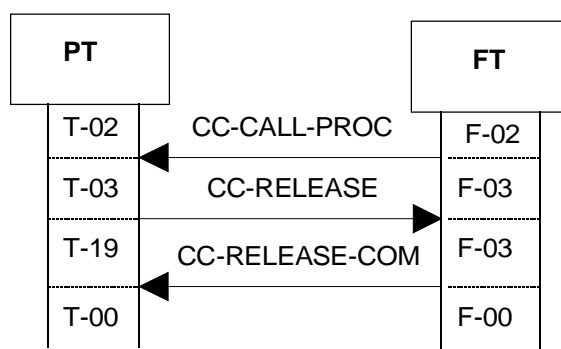 PT FT
T-02 CC-CALL-PROC F-02
T-03 CC-RELEASE F-03
T-19 CC-RELEASE-COM F-03
T-00 F-00